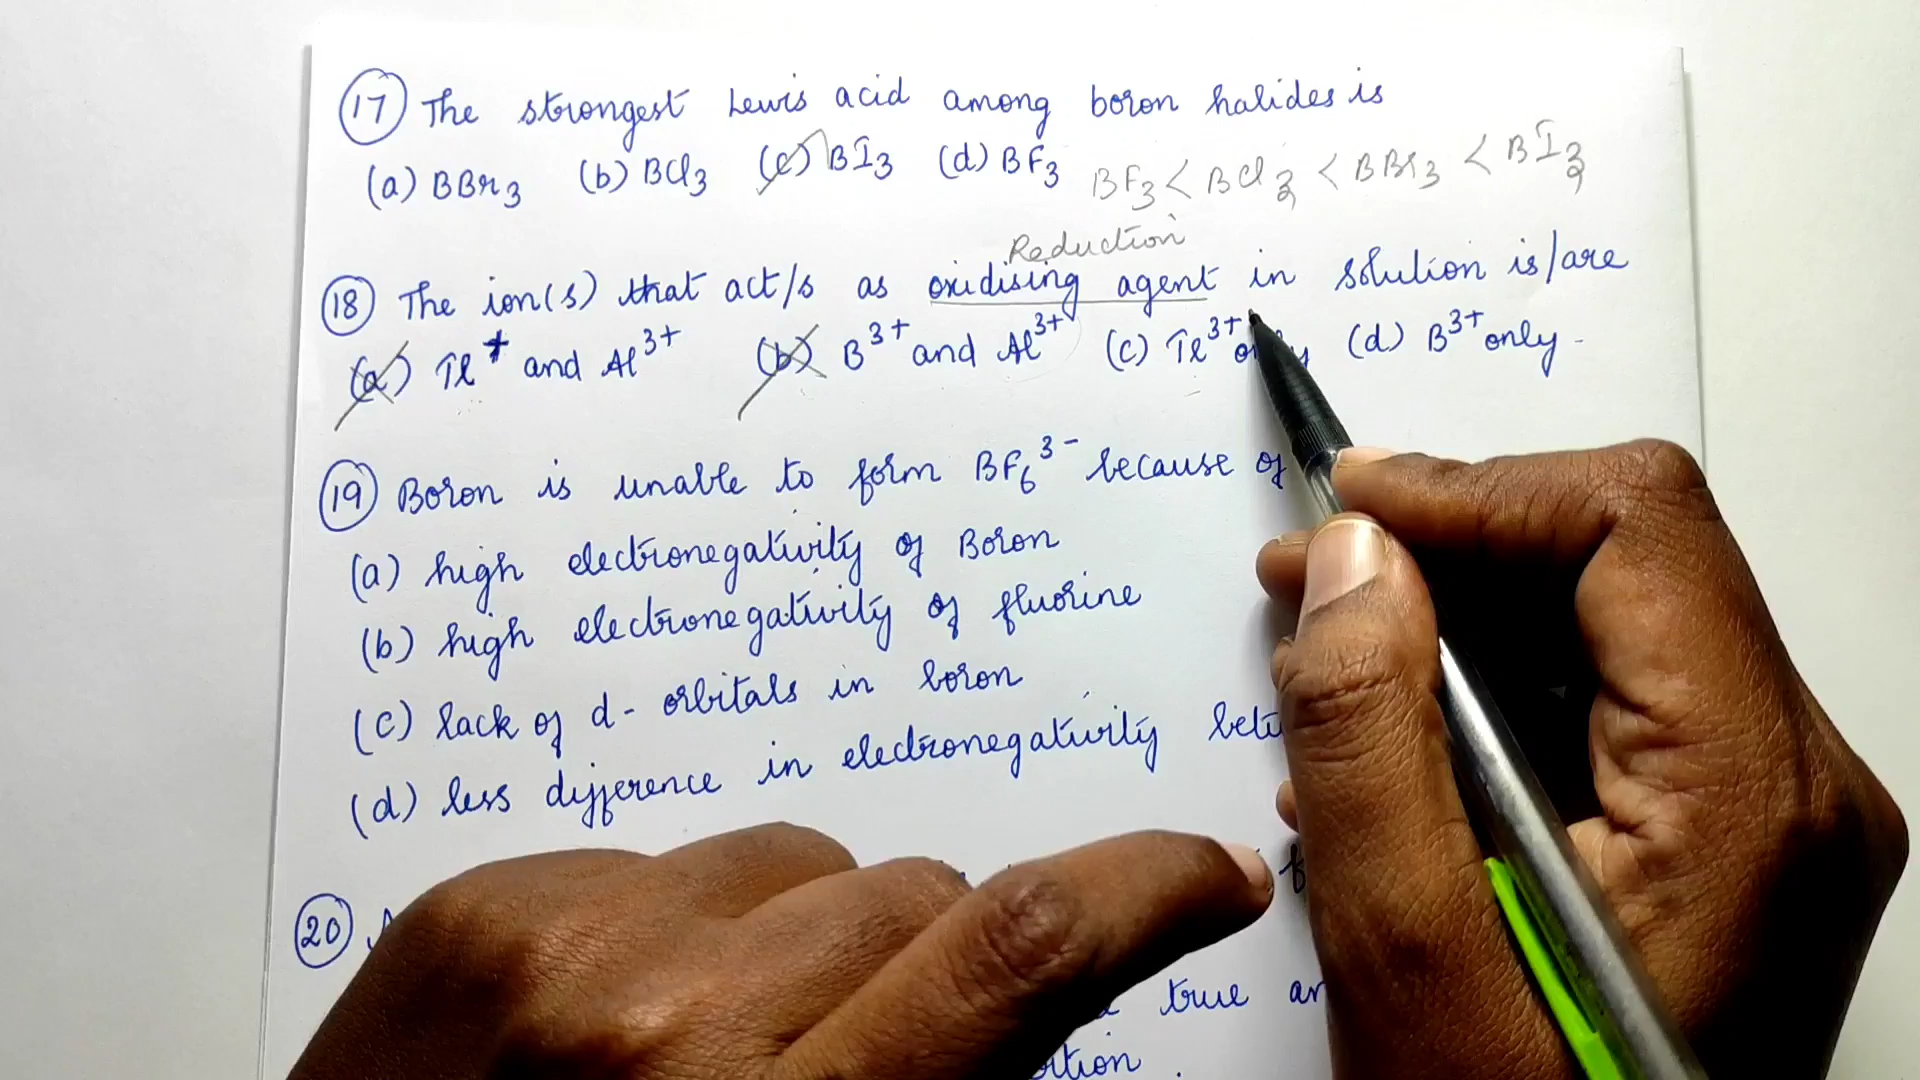 17 The strongest Lewis acid among boron halides is
(a) BBr3 (b) BCl3 (c) BI3 (d) BF3 BF3 < BCl3 < BBr3 < BI3
Reduction
18 The ion(s) that act/s as oxidising agent in solution is/are
(a) Tl+ and Al3+ (b) B3+ and Al3+ (c) Tl3+ (d) B3+ only.
19 Boron is unable to form BF6 3- because of
(a) high electronegativity of Boron
(b) high electronegativity of fluorine
(c) lack of d-orbitals in boron
(d) less difference in electronegativity
20
true